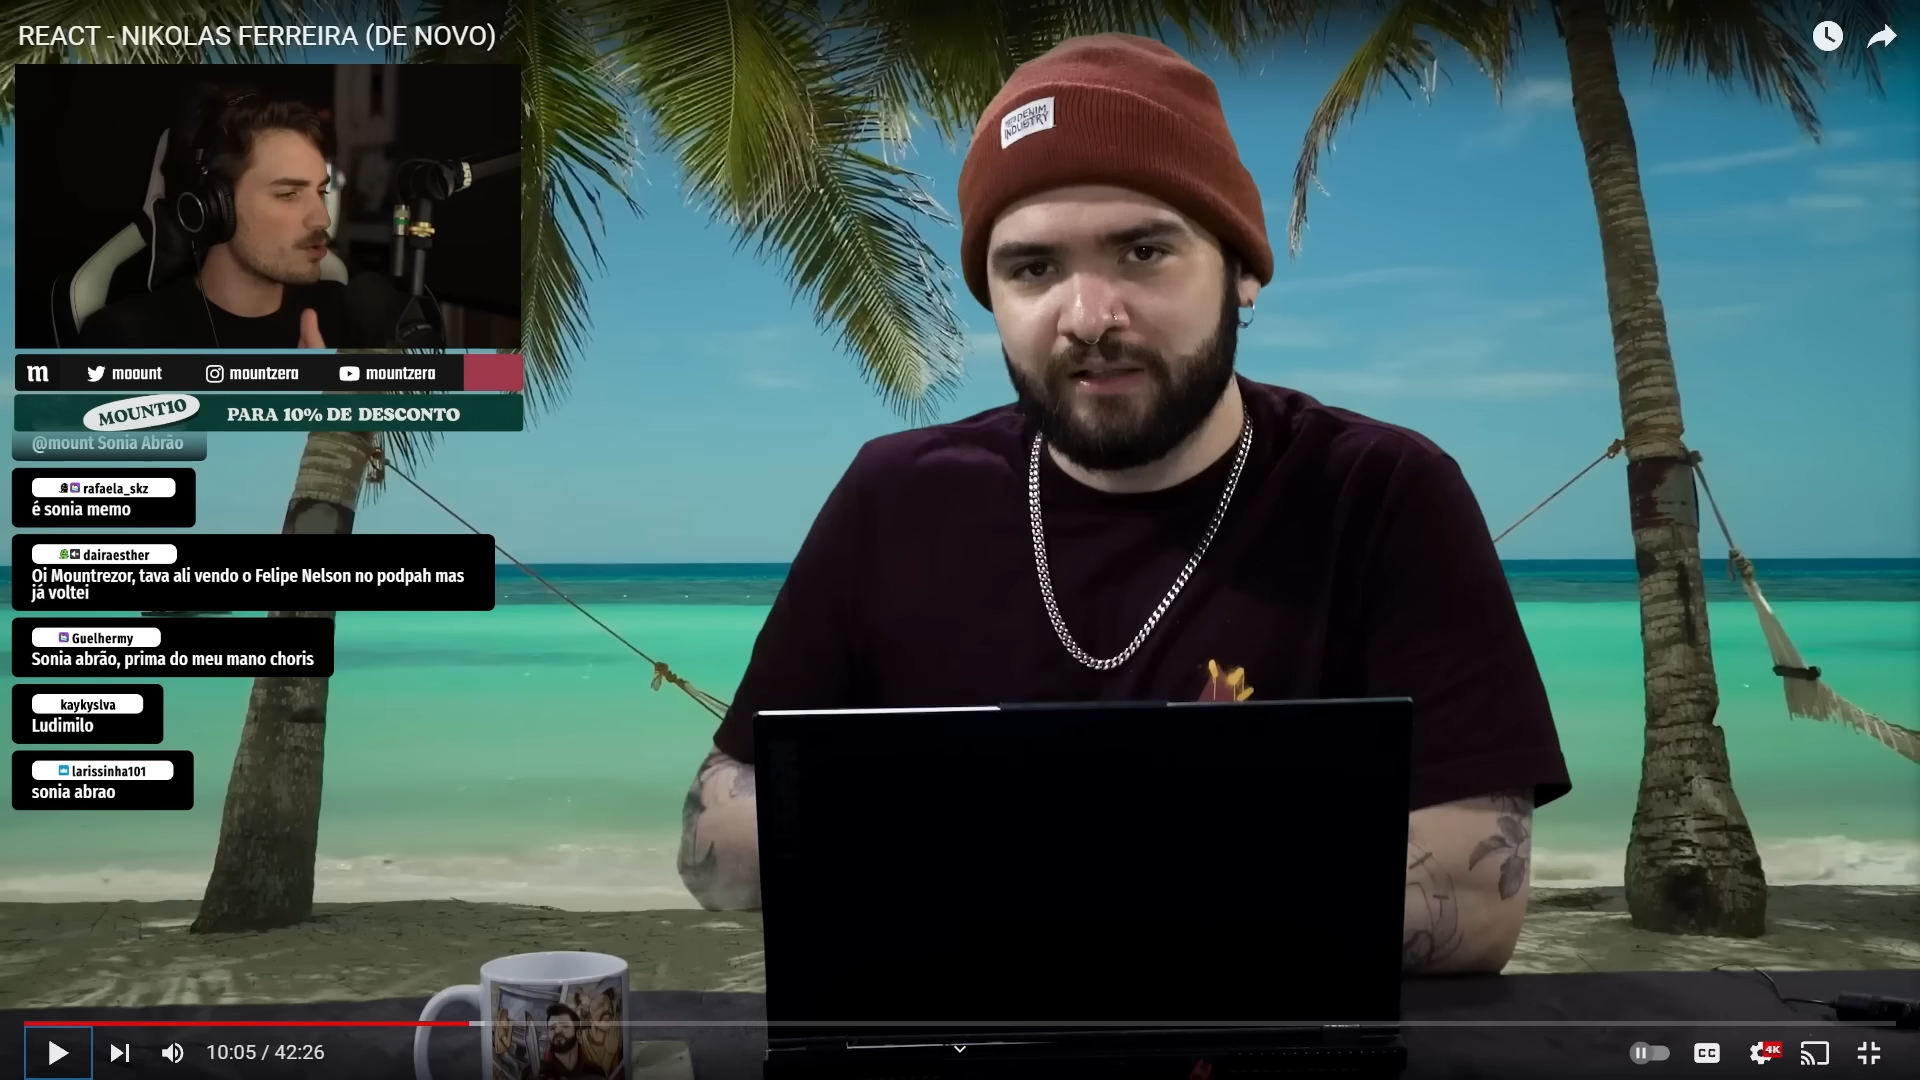 REACT - NIKOLAS FERREIRA (DE NOVO)
DENIM
INDUSTRY
m moount mountzera mountzera
MOUNT10 PARA 10% DE DESCONTO
@mount Sonia Abrão
rafaela_skz
é sonia memo
dairaesther
Oi Mountrezor, tava ali vendo o Felipe Nelson no podpah mas
já voltei
Guelhermy
Sonia abrão, prima do meu mano choris
kaykyslva
Ludimilo
larissinha101
sonia abrao
10:05 / 42:26
CC
4K